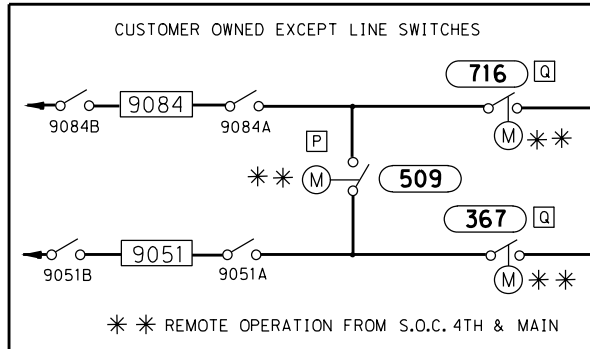 CUSTOMER OWNED EXCEPT LINE SWITCHES
716 Q
9084
9084B 9084A
M ✳ ✳
P
✳ ✳ M 509
367 Q
9051
9051B 9051A
M ✳ ✳
✳ ✳ REMOTE OPERATION FROM S.O.C. 4TH & MAIN